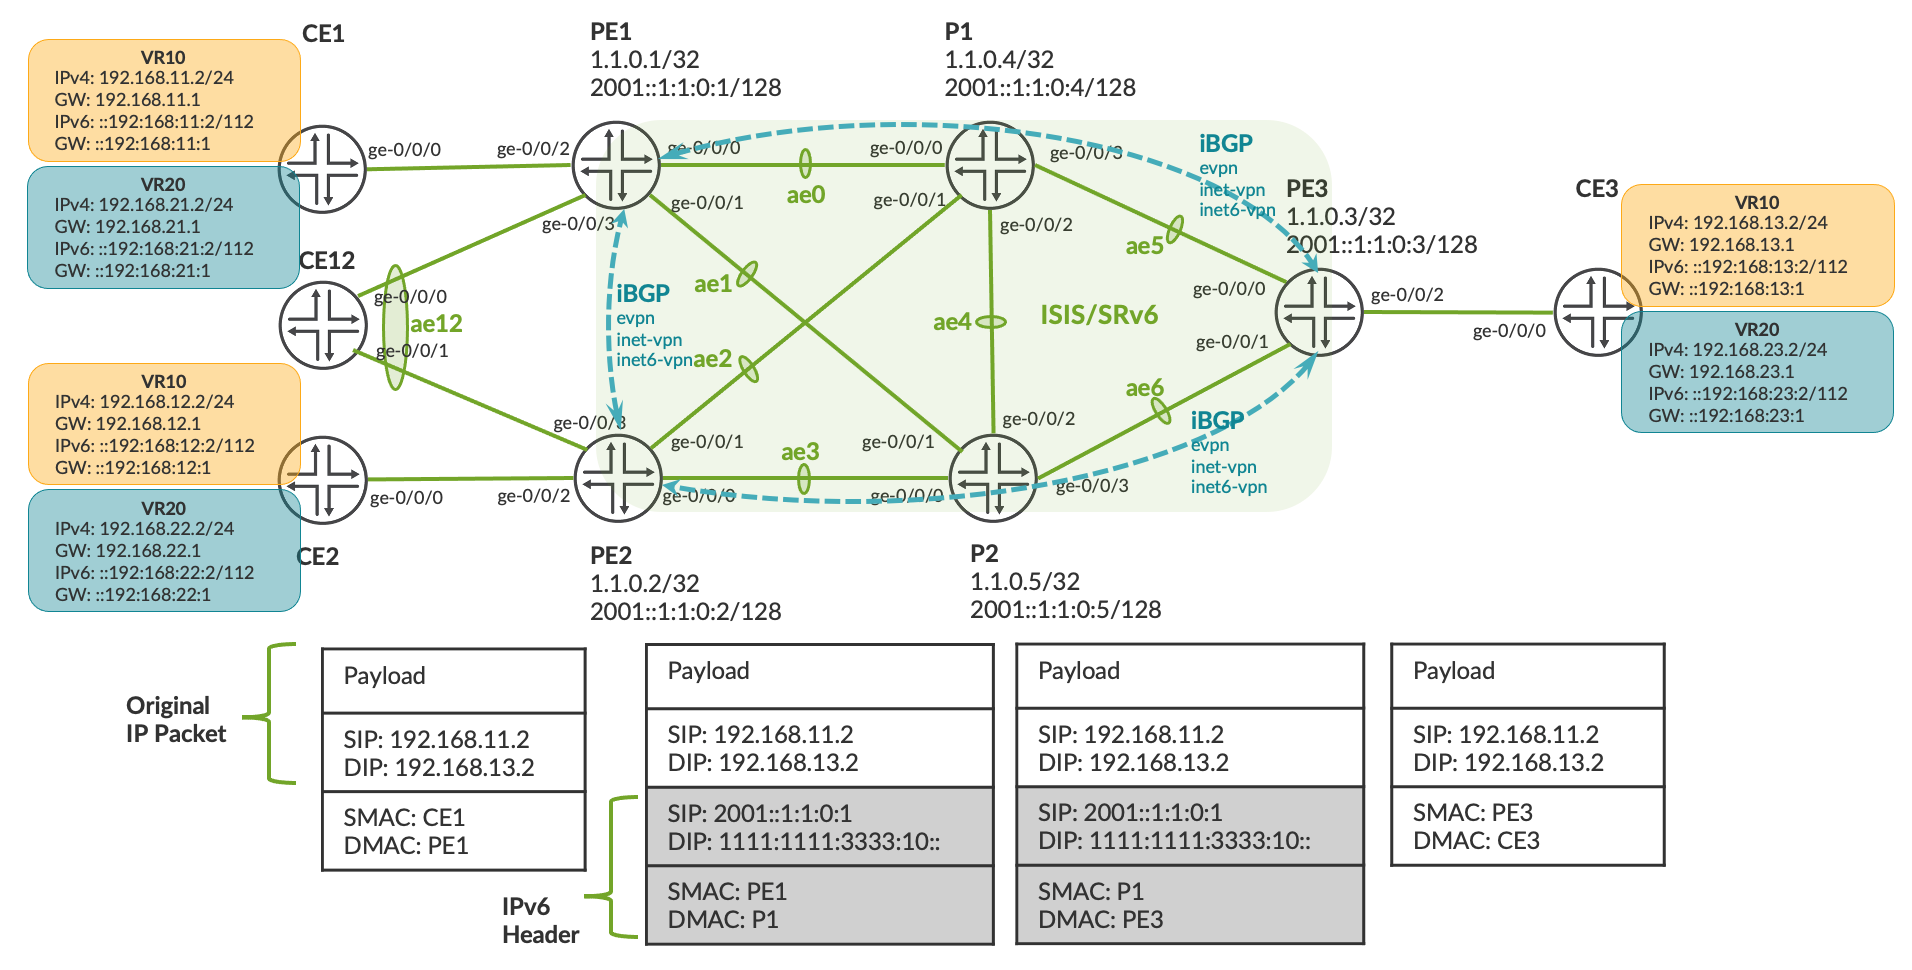 CE1
VR10
IPv4: 192.168.11.2/24
GW: 192.168.11.1
IPv6: ::192:168:11:2/112
GW: ::192:168:11:1
VR20
IPv4: 192.168.21.2/24
GW: 192.168.21.1
IPv6: ::192:168:21:2/112
GW: ::192:168:21:1
CE12
VR10
IPv4: 192.168.12.2/24
GW: 192.168.12.1
IPv6: ::192:168:12:2/112
GW: ::192:168:12:1
VR20
IPv4: 192.168.22.2/24
GW: 192.168.22.1
IPv6: ::192:168:22:2/112
GW: ::192:168:22:1
CE2
ge-0/0/0
ge-0/0/2
ge-0/0/3
ge-0/0/0
ae12
ge-0/0/1
ge-0/0/3
ge-0/0/0
ge-0/0/2
PE1
1.1.0.1/32
2001::1:1:0:1/128
ge-0/0/0
ge-0/0/1
ae0
ae1
iBGP
evpn
inet-vpn
inet6-vpn
ae2
ge-0/0/1
ae3
ge-0/0/0
PE2
1.1.0.2/32
2001::1:1:0:2/128
P1
1.1.0.4/32
2001::1:1:0:4/128
ge-0/0/0
ge-0/0/1
ge-0/0/2
ge-0/0/3
ae4
ISIS/SRv6
ae5
ae6
ge-0/0/2
ge-0/0/1
ge-0/0/0
ge-0/0/3
P2
1.1.0.5/32
2001::1:1:0:5/128
iBGP
evpn
inet-vpn
inet6-vpn
PE3
1.1.0.3/32
2001::1:1:0:3/128
ge-0/0/0
ge-0/0/1
ge-0/0/2
ge-0/0/0
iBGP
evpn
inet-vpn
inet6-vpn
CE3
VR10
IPv4: 192.168.13.2/24
GW: 192.168.13.1
IPv6: ::192:168:13:2/112
GW: ::192:168:13:1
VR20
IPv4: 192.168.23.2/24
GW: 192.168.23.1
IPv6: ::192:168:23:2/112
GW: ::192:168:23:1
Original
IP Packet
Payload
SIP: 192.168.11.2
DIP: 192.168.13.2
SMAC: CE1
DMAC: PE1
IPv6
Header
Payload
SIP: 192.168.11.2
DIP: 192.168.13.2
SIP: 2001::1:1:0:1
DIP: 1111:1111:3333:10::
SMAC: PE1
DMAC: P1
Payload
SIP: 192.168.11.2
DIP: 192.168.13.2
SIP: 2001::1:1:0:1
DIP: 1111:1111:3333:10::
SMAC: P1
DMAC: PE3
Payload
SIP: 192.168.11.2
DIP: 192.168.13.2
SMAC: PE3
DMAC: CE3